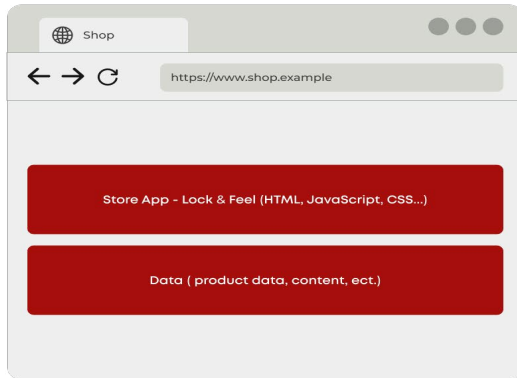 Shop
https://www.shop.example
Store App - Lock & Feel (HTML, JavaScript, CSS...)
Data ( product data, content, ect.)